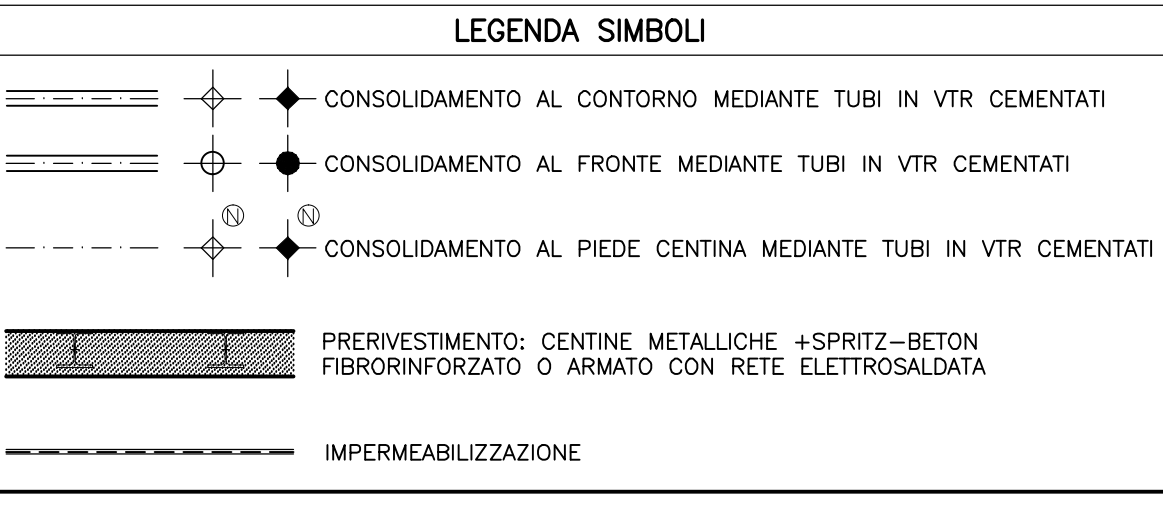 LEGENDA SIMBOLI
CONSOLIDAMENTO AL CONTORNO MEDIANTE TUBI IN VTR CEMENTATI
CONSOLIDAMENTO AL FRONTE MEDIANTE TUBI IN VTR CEMENTATI
N N
CONSOLIDAMENTO AL PIEDE CENTINA MEDIANTE TUBI IN VTR CEMENTATI
PRERIVESTIMENTO: CENTINE METALLICHE +SPRITZ-BETON
FIBRORINFORZATO O ARMATO CON RETE ELETTROSALDATA
IMPERMEABILIZZAZIONE